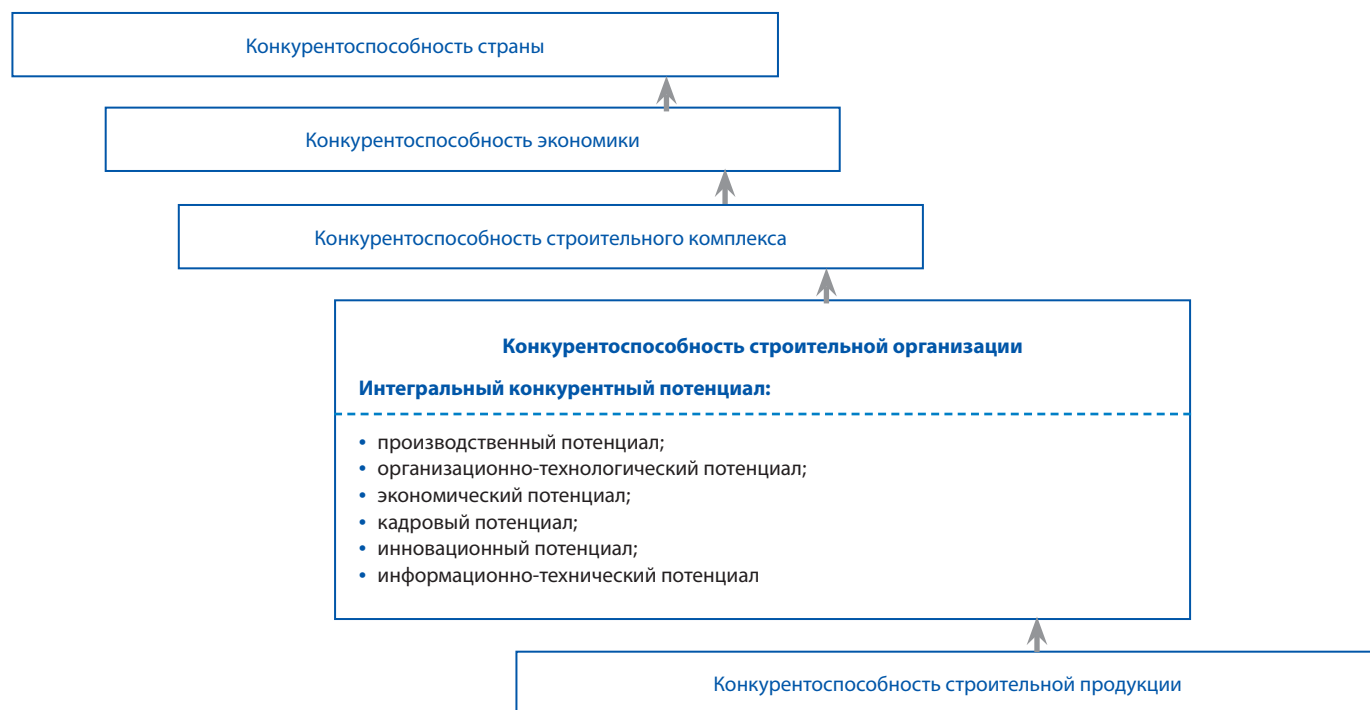 Конкурентоспособность страны
Конкурентоспособность экономики
Конкурентоспособность строительного комплекса
Конкурентоспособность строительной организации
Интегральный конкурентный потенциал:
• производственный потенциал;
• организационно-технологический потенциал;
• экономический потенциал;
• кадровый потенциал;
• инновационный потенциал;
• информационно-технический потенциал
Конкурентоспособность строительной продукции